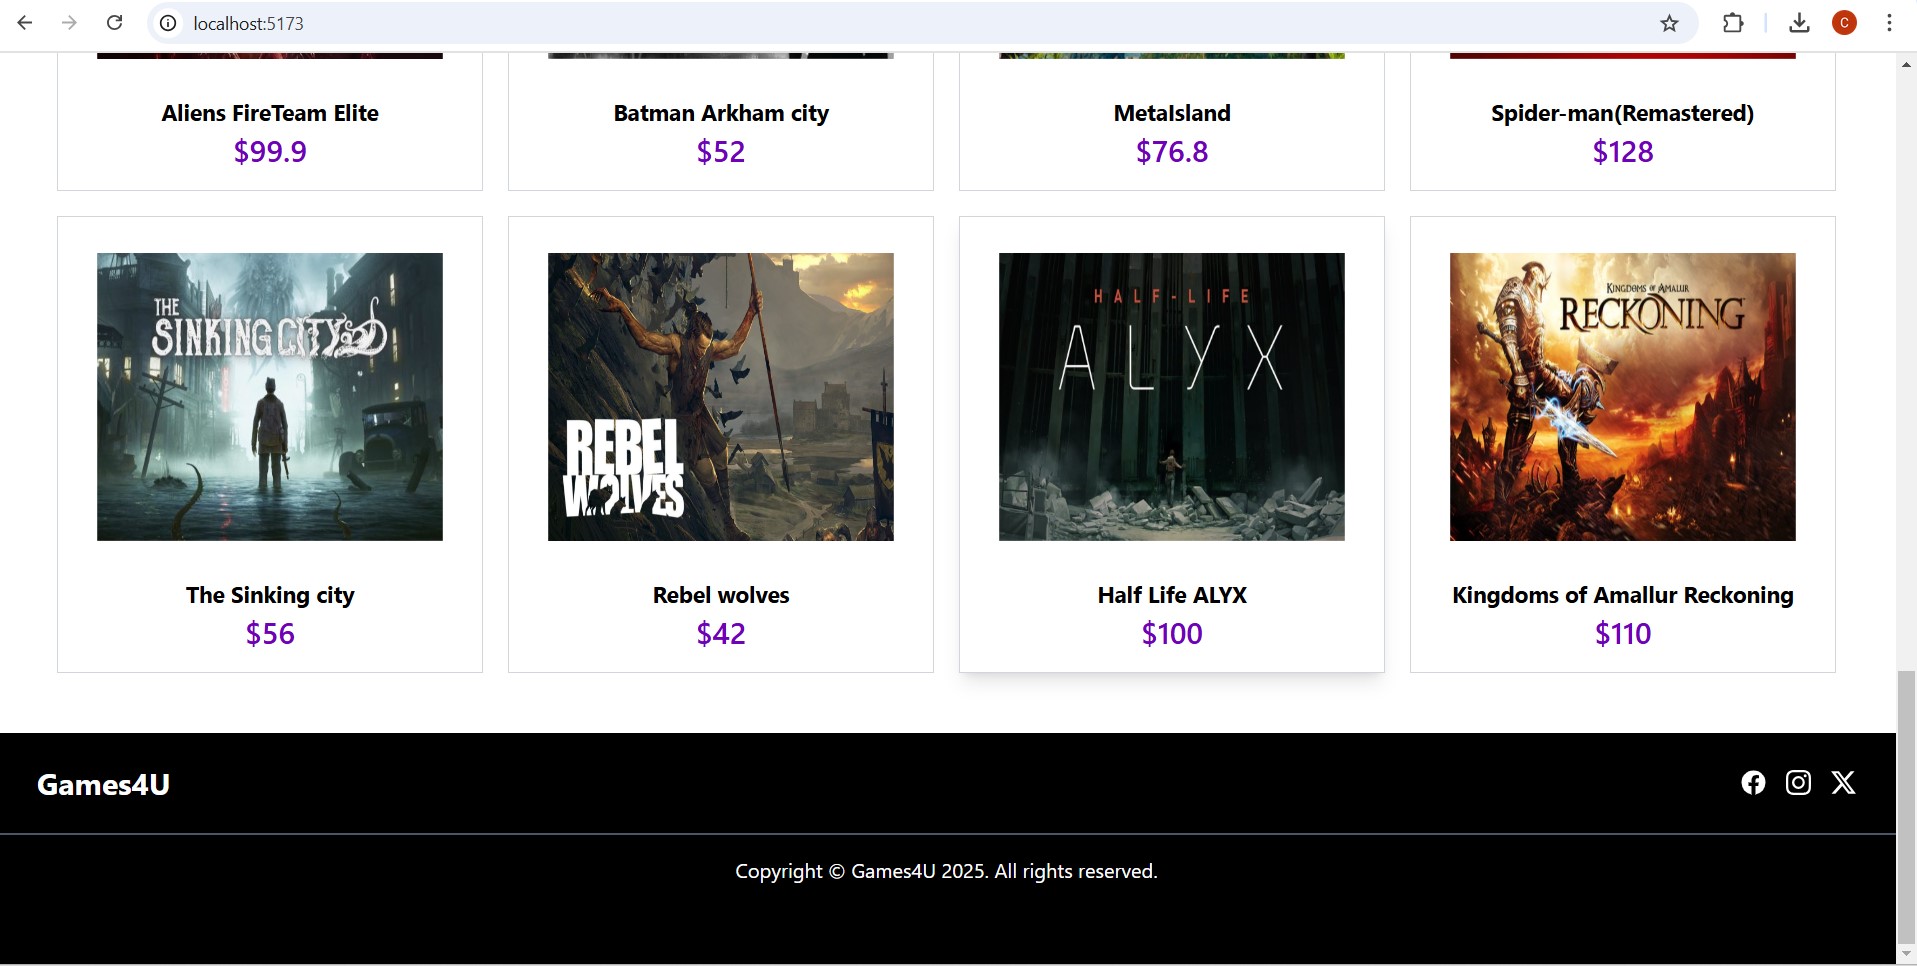 localhost:5173
C
Aliens FireTeam Elite
$99.9
Batman Arkham city
$52
MetaIsland
$76.8
Spider-man(Remastered)
$128
THE
SINKING CITY
The Sinking city
$56
REBEL
WOLVES
Rebel wolves
$42
HALF-LIFE
ALYX
Half Life ALYX
$100
KINGDOMS OF AMALUR
RECKONING
Kingdoms of Amallur Reckoning
$110
Games4U
Copyright © Games4U 2025. All rights reserved.